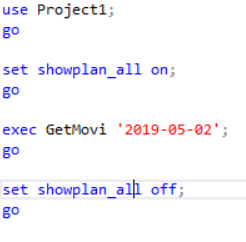 use Project1;
go
set showplan_all on;
go
exec GetMovi '2019-05-02';
go
set showplan_all off;
go